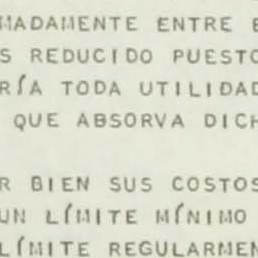 MADAMENTE ENTRE E
S REDUCIDO PUESTO
RÍA TODA UTILIDAD
QUE ABSORVA DICH
R BIEN SUS COSTOS
UN LÍMITE MÍNIMO
LÍMITE REGULARMEN